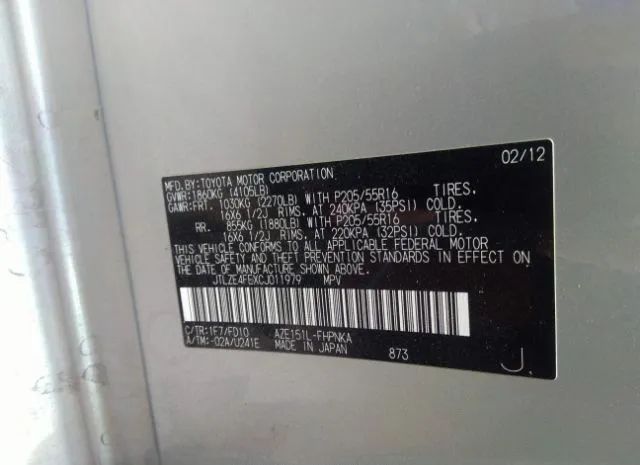 02/12
MFD. BY: TOYOTA MOTOR CORPORATION
GVWR: 1860KG (4105LB)
GAWR: FRT. 1030KG (2270LB) WITH P205/55R16 TIRES.
16X6 1/2J RIMS. AT 240KPA (35PSI) COLD.
RR. 855KG (1880LB) WITH P205/55R16 TIRES.
16X6 1/2J RIMS. AT 220KPA (32PSI) COLD.
THIS VEHICLE CONFORMS TO ALL APPLICABLE FEDERAL MOTOR
VEHICLE SAFETY AND THEFT PREVENTION STANDARDS IN EFFECT ON
THE DATE OF MANUFACTURE SHOWN ABOVE.
JTLZE4FEXCJ011979 MPV
C/TR: 1F7/FD10 AZE151L-FHPNKA
A/TM: -02A/U241E MADE IN JAPAN 873 J